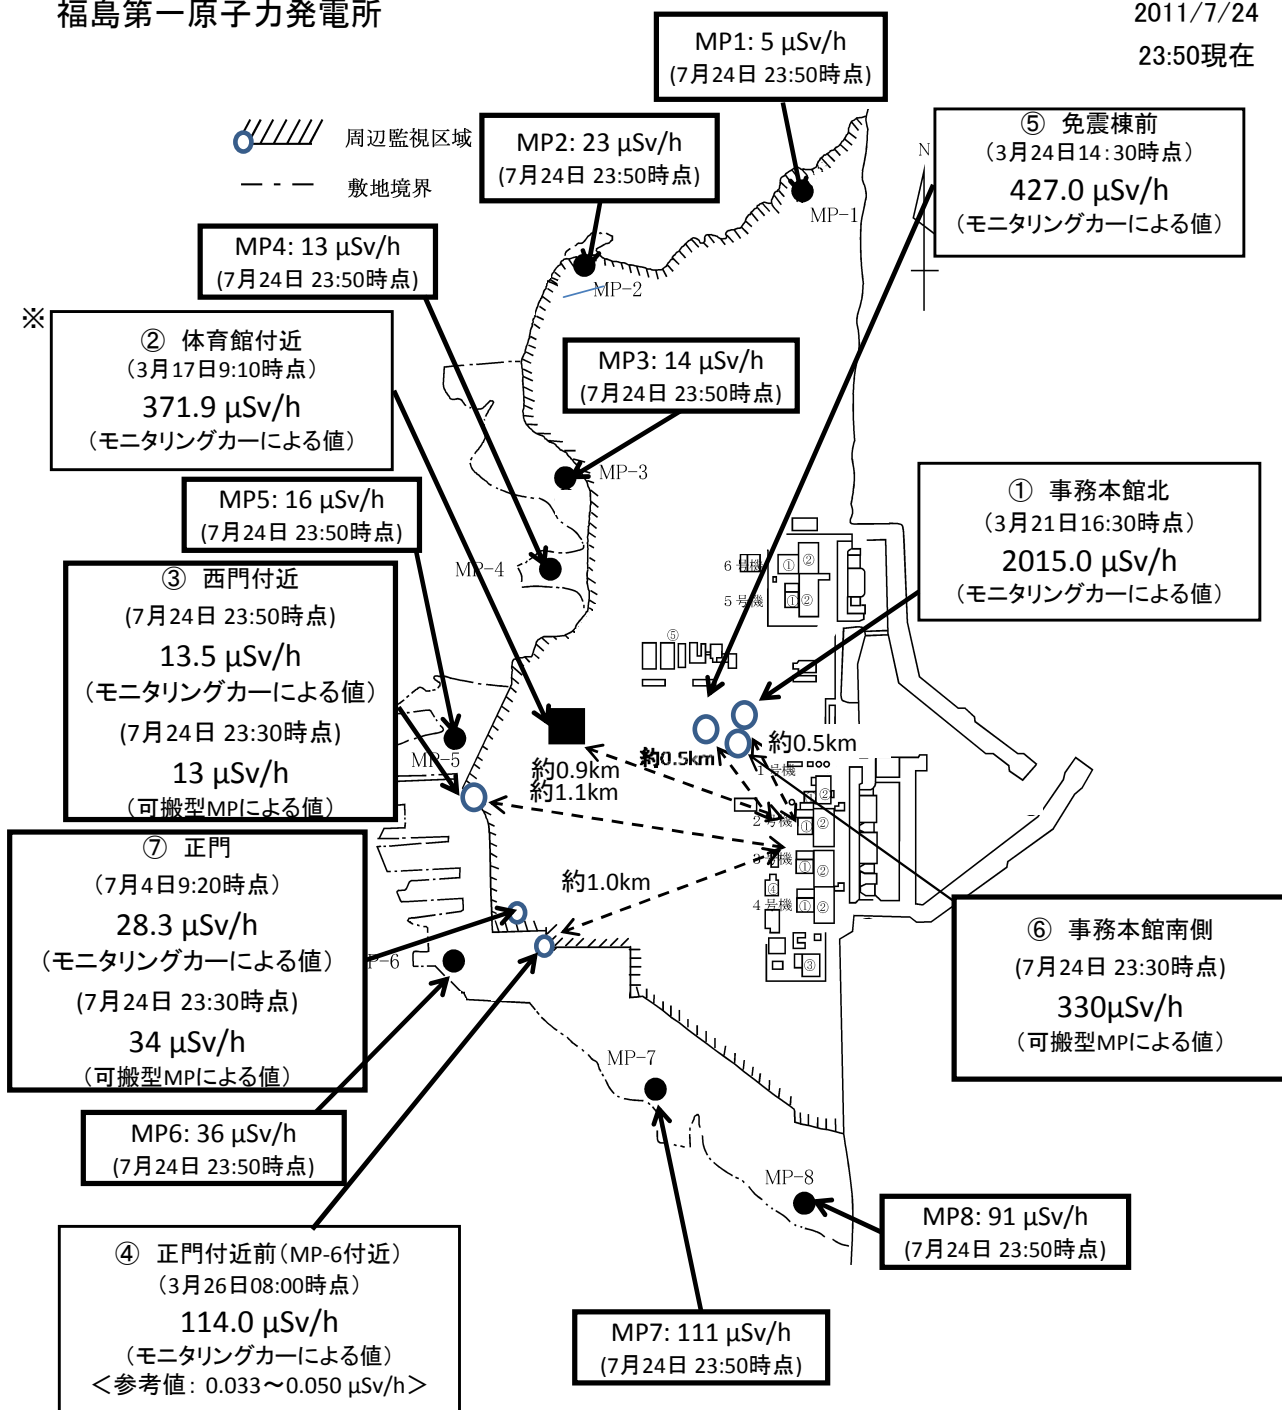 福島第一原子力発電所
2011/7/24
23:50現在
MP1: 5 μSv/h
(7月24日 23:50時点)
周辺監視区域
敷地境界
MP2: 23 μSv/h
(7月24日 23:50時点)
⑤ 免震棟前
(3月24日14:30時点)
427.0 μSv/h
(モニタリングカーによる値)
N
MP-1
MP4: 13 μSv/h
(7月24日 23:50時点)
MP-2
※
② 体育館付近
(3月17日9:10時点)
371.9 μSv/h
(モニタリングカーによる値)
MP3: 14 μSv/h
(7月24日 23:50時点)
MP-3
MP5: 16 μSv/h
(7月24日 23:50時点)
① 事務本館北
(3月21日16:30時点)
2015.0 μSv/h
(モニタリングカーによる値)
MP-4
6号機
① ②
5号機
① ②
③ 西門付近
(7月24日 23:50時点)
13.5 μSv/h
(モニタリングカーによる値)
(7月24日 23:30時点)
13 μSv/h
(可搬型MPによる値)
⑤
MP-5
約0.9km
約1.1km
約0.5km
約0.5km
1号機
②
2号機
① ②
3号機
① ②
④
4号機
① ②
③
約1.0km
⑦ 正門
(7月4日9:20時点)
28.3 μSv/h
(モニタリングカーによる値)
(7月24日 23:30時点)
34 μSv/h
(可搬型MPによる値)
P-6
⑥ 事務本館南側
(7月24日 23:30時点)
330μSv/h
(可搬型MPによる値)
MP-7
MP6: 36 μSv/h
(7月24日 23:50時点)
MP-8
MP8: 91 μSv/h
(7月24日 23:50時点)
④ 正門付近前(MP-6付近)
(3月26日08:00時点)
114.0 μSv/h
(モニタリングカーによる値)
＜参考値: 0.033～0.050 μSv/h＞
MP7: 111 μSv/h
(7月24日 23:50時点)